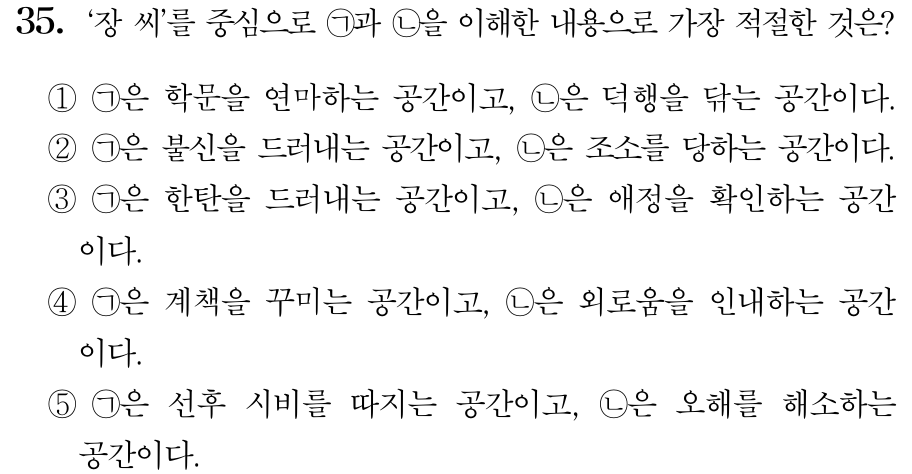 35. ‘장 씨’를 중심으로 ㉠과 ㉡을 이해한 내용으로 가장 적절한 것은?
① ㉠은 학문을 연마하는 공간이고, ㉡은 덕행을 닦는 공간이다.
② ㉠은 불신을 드러내는 공간이고, ㉡은 조소를 당하는 공간이다.
③ ㉠은 한탄을 드러내는 공간이고, ㉡은 애정을 확인하는 공간
이다.
④ ㉠은 계책을 꾸미는 공간이고, ㉡은 외로움을 인내하는 공간
이다.
⑤ ㉠은 선후 시비를 따지는 공간이고, ㉡은 오해를 해소하는
공간이다.